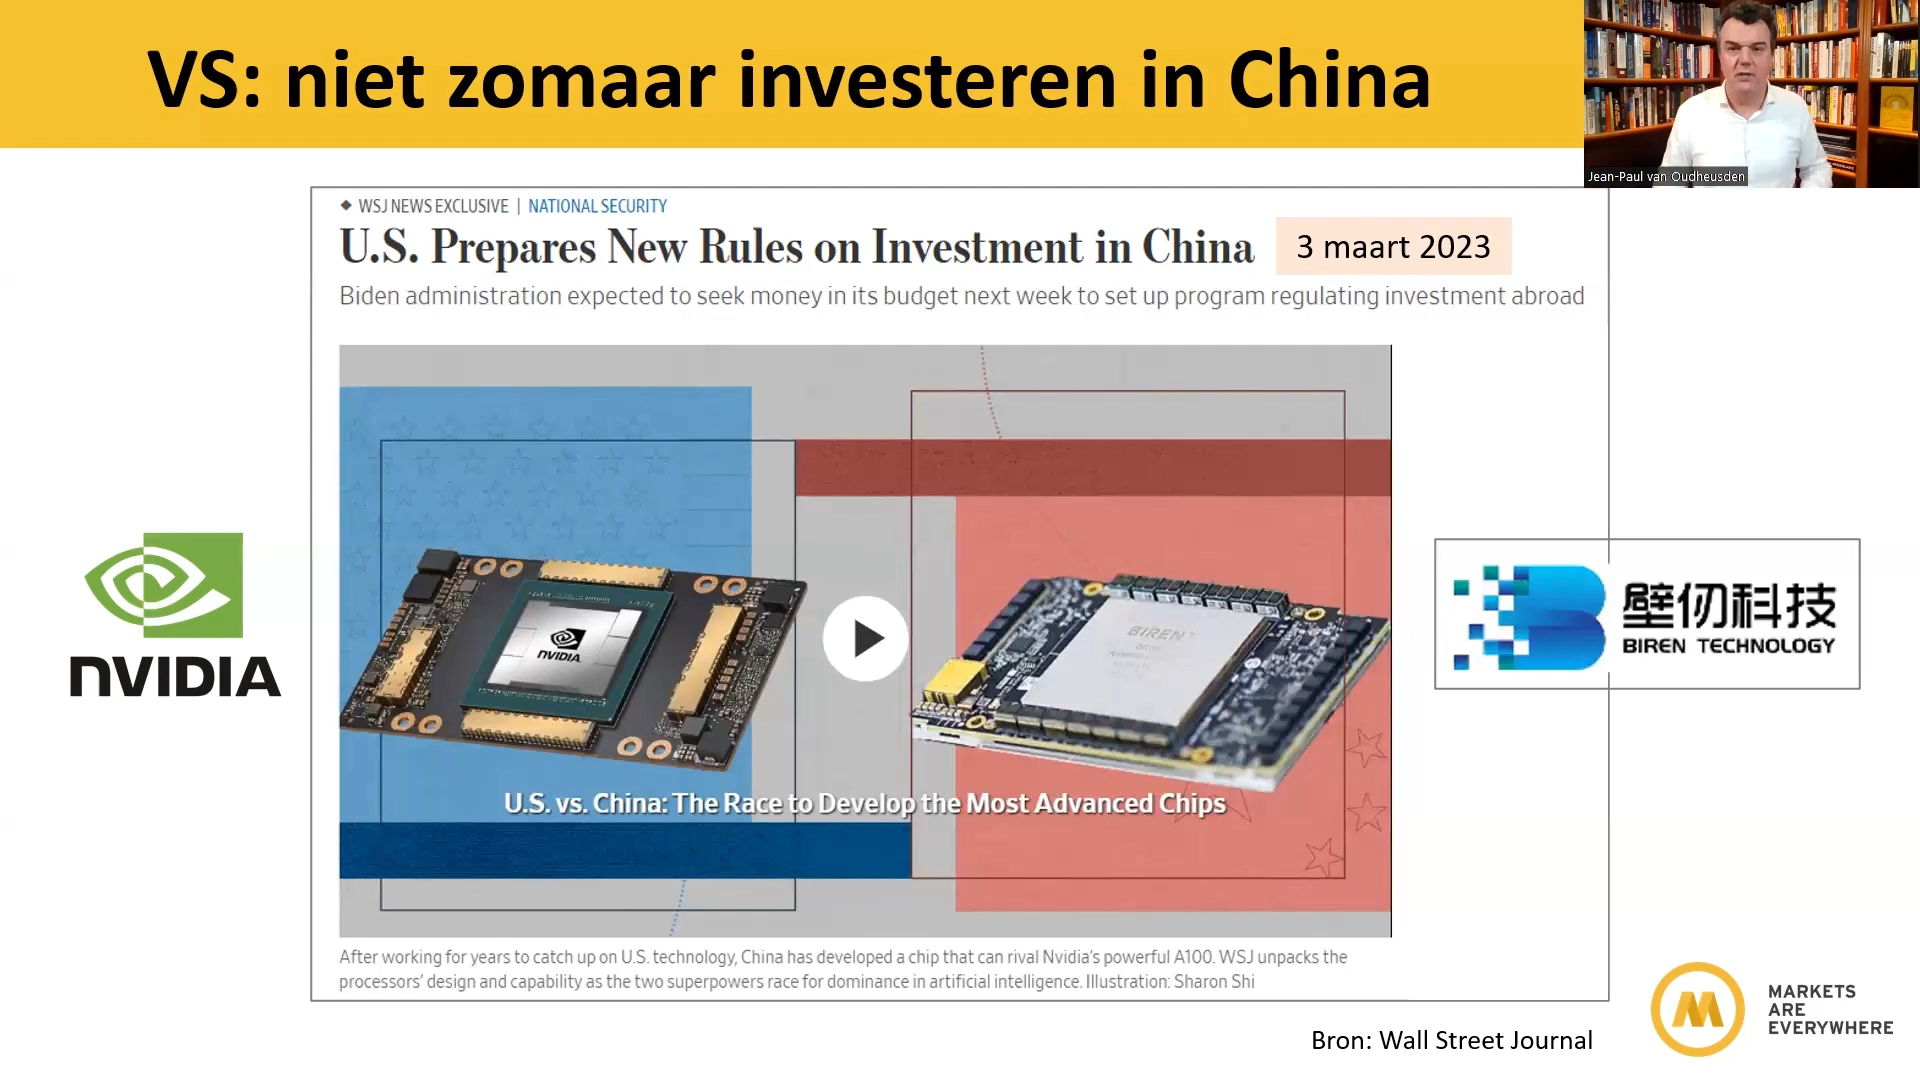 VS: niet zomaar investeren in China
Jean-Paul van Oudheusden
WSJ NEWS EXCLUSIVE | NATIONAL SECURITY
U.S. Prepares New Rules on Investment in China
3 maart 2023
Biden administration expected to seek money in its budget next week to set up program regulating investment abroad
NVIDIA
NVIDIA
BIREN
壁仞科技
BIREN TECHNOLOGY
U.S. vs. China: The Race to Develop the Most Advanced Chips
After working for years to catch up on U.S. technology, China has developed a chip that can rival Nvidia's powerful A100. WSJ unpacks the
processors' design and capability as the two superpowers race for dominance in artificial intelligence. Illustration: Sharon Shi
MARKETS
ARE
EVERYWHERE
Bron: Wall Street Journal